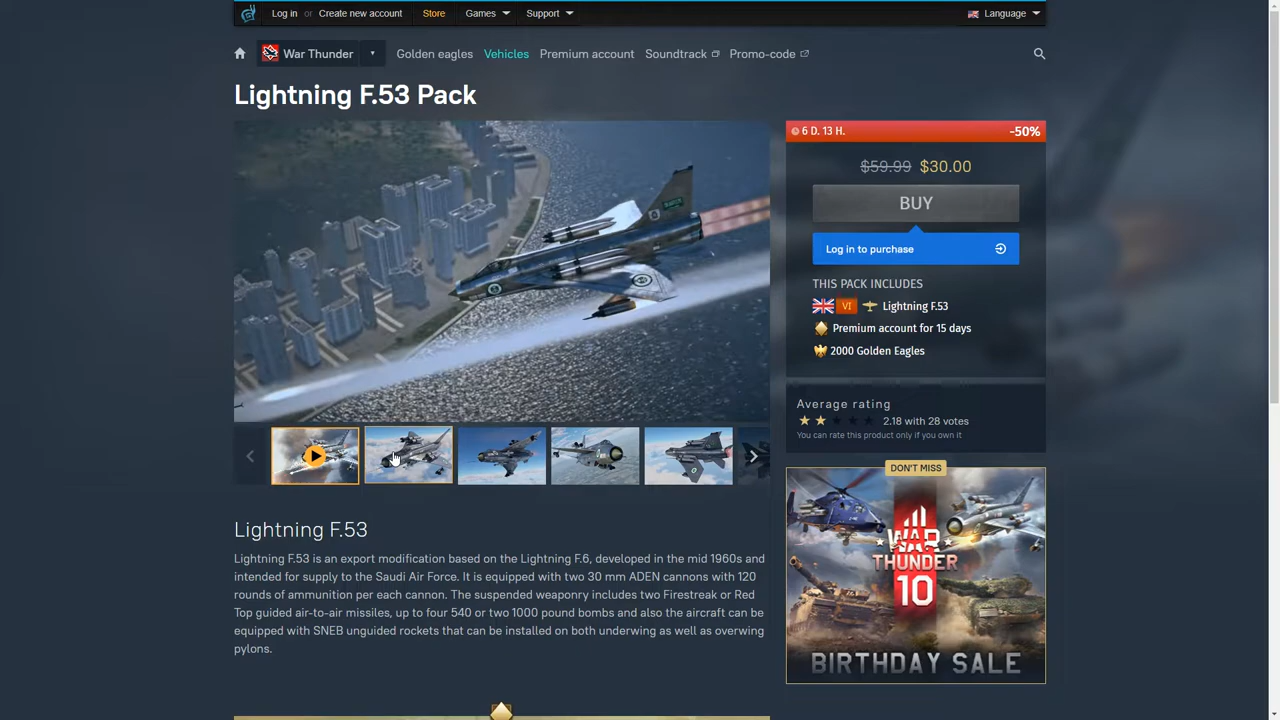 Log in or Create new account Store Games Support Language
War Thunder Golden eagles Vehicles Premium account Soundtrack Promo-code
Lightning F.53 Pack
6 D. 13 H. -50%
$59.99 $30.00
BUY
Log in to purchase
THIS PACK INCLUDES
VI Lightning F.53
Premium account for 15 days
2000 Golden Eagles
Average rating
2.18 with 28 votes
You can rate this product only if you own it
DON'T MISS
WAR
THUNDER
10
BIRTHDAY SALE
Lightning F.53
Lightning F.53 is an export modification based on the Lightning F.6, developed in the mid 1960s and
intended for supply to the Saudi Air Force. It is equipped with two 30 mm ADEN cannons with 120
rounds of ammunition per each cannon. The suspended weaponry includes two Firestreak or Red
Top guided air-to-air missiles, up to four 540 or two 1000 pound bombs and also the aircraft can be
equipped with SNEB unguided rockets that can be installed on both underwing as well as overwing
pylons.